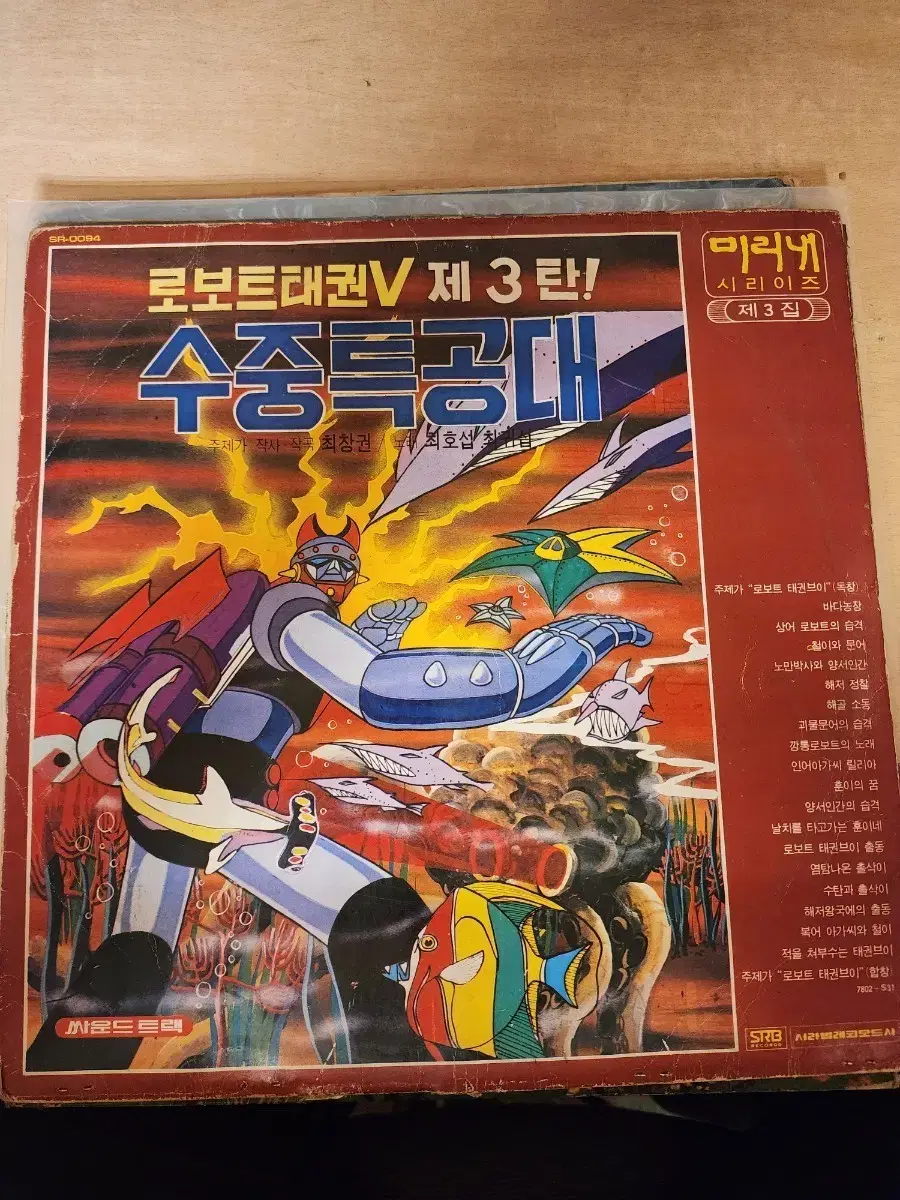 SR-0094
로보트태권V 제 3 탄!
수중특공대
주제가 작사·작곡 최창권 노래 최호섭
미리내
시리이즈
제 3 집
주제가 "로보트 태권브이" (독창)
바다농장
상어 로보트의 습격
철이와 문어
노만박사와 양서인간
해저 정찰
해골 소동
괴물문어의 습격
깡통로보트의 노래
인어아가씨 릴리아
훈이의 꿈
양서인간의 습격
날치를 타고가는 훈이네
로보트 태권브이 출동
염탐나온 홀삭이
수탄과 홀삭이
해저왕국에의 출동
복어 아가씨와 철이
적을 쳐부수는 태권브이
주제가 "로보트 태권브이" (합창)
7802-531
싸운드트랙
SRB
RECORDS
시라벨레코오드사